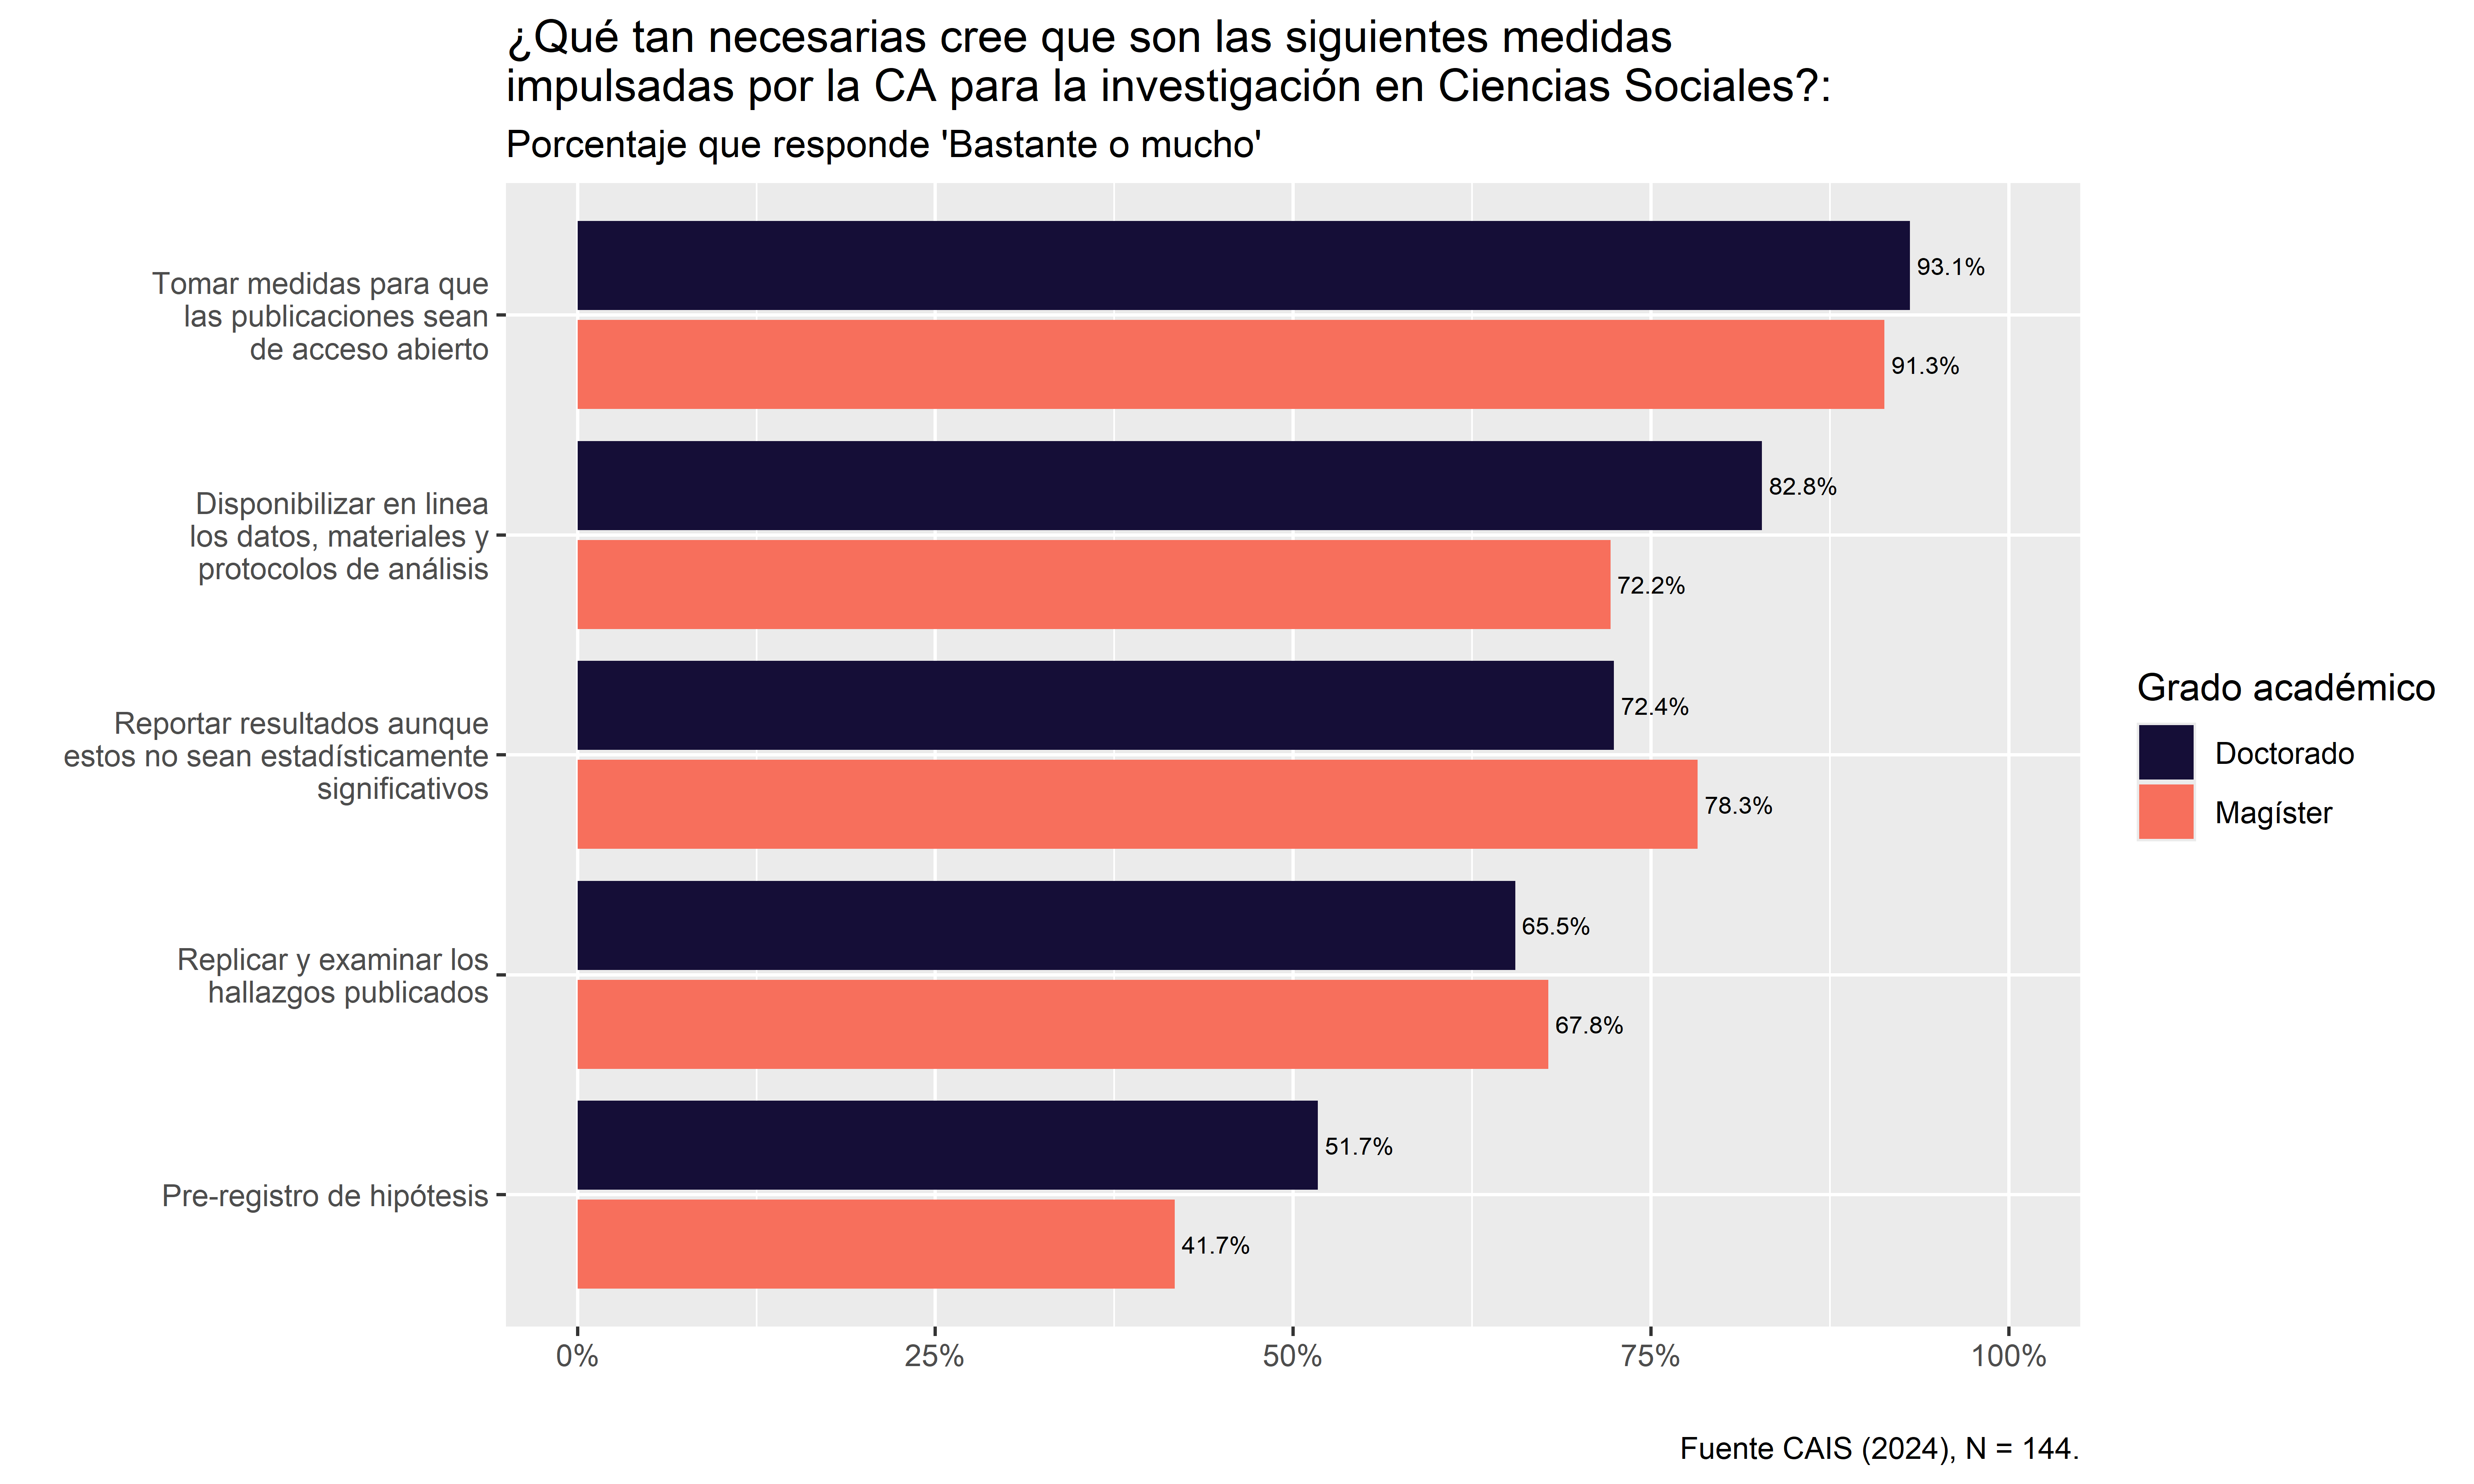 ¿Qué tan necesarias cree que son las siguientes medidas
impulsadas por la CA para la investigación en Ciencias Sociales?:
Porcentaje que responde 'Bastante o mucho'
Tomar medidas para que
las publicaciones sean
de acceso abierto
93.1%
91.3%
Disponibilizar en linea
los datos, materiales y
protocolos de análisis
82.8%
72.2%
Reportar resultados aunque
estos no sean estadísticamente
significativos
72.4%
78.3%
Replicar y examinar los
hallazgos publicados
65.5%
67.8%
Pre-registro de hipótesis
51.7%
41.7%
0% 25% 50% 75% 100%
Grado académico
Doctorado
Magíster
Fuente CAIS (2024), N = 144.